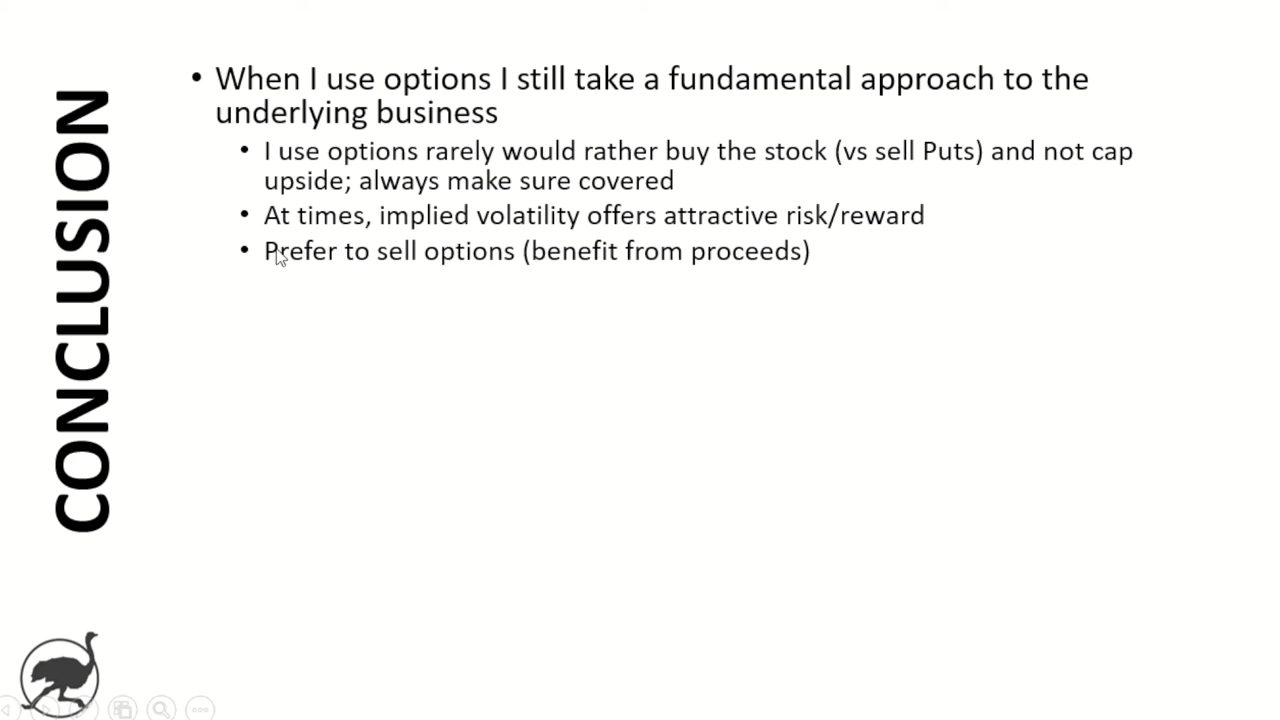 CONCLUSION
• When I use options I still take a fundamental approach to the
underlying business
• I use options rarely would rather buy the stock (vs sell Puts) and not cap
upside; always make sure covered
• At times, implied volatility offers attractive risk/reward
• Prefer to sell options (benefit from proceeds)